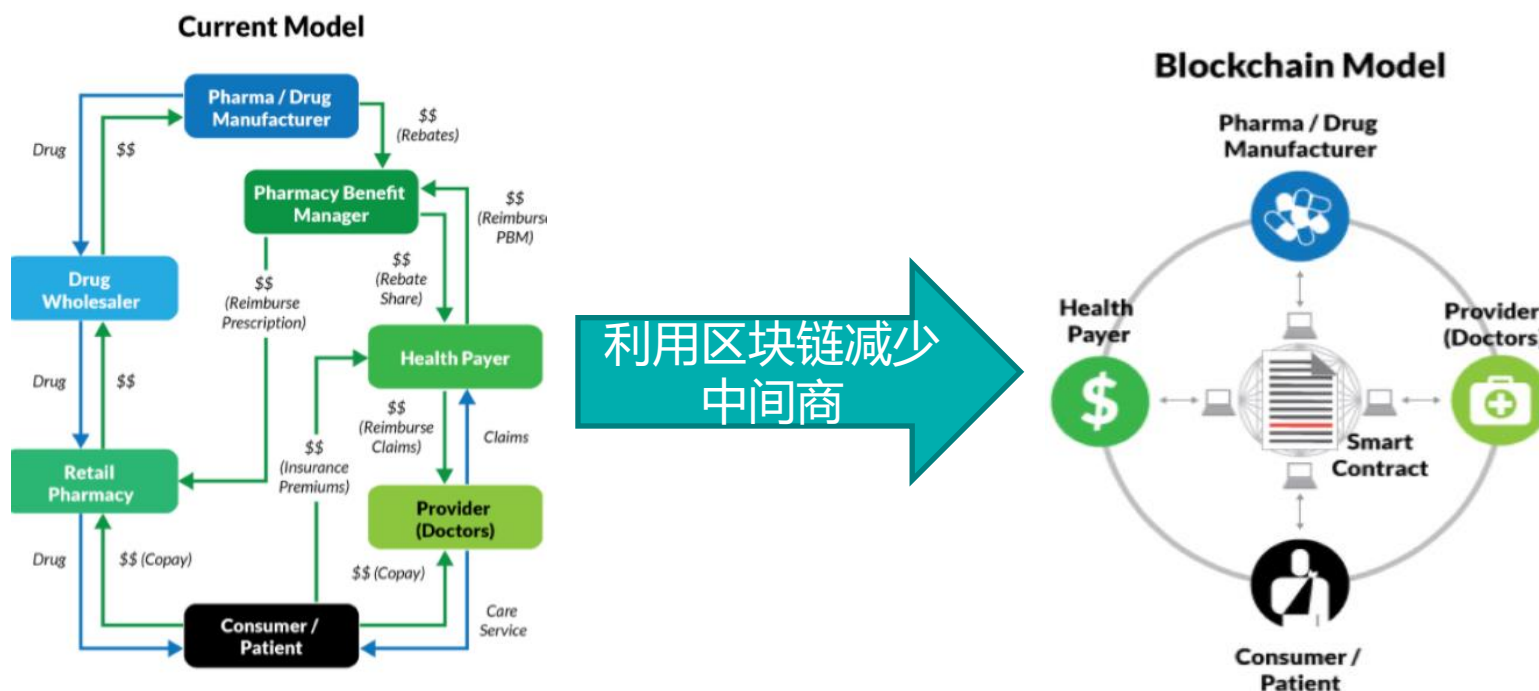 Current Model
Pharma / Drug
Manufacturer
$$
(Rebates)
Drug
$$
Pharmacy Benefit
Manager
$$
(Reimburse
PBM)
$$
(Rebate
Share)
Drug
Wholesaler
$$
(Reimburse
Prescription)
Health Payer
Drug
$$
$$
(Reimburse
Claims)
Claims
$$
(Insurance
Premiums)
Retail
Pharmacy
Provider
(Doctors)
Drug
$$ (Copay)
$$ (Copay)
Care
Service
Consumer /
Patient
利用区块链减少
中间商
Blockchain Model
Pharma / Drug
Manufacturer
Health
Payer
$
Provider
(Doctors)
Smart
Contract
Consumer /
Patient